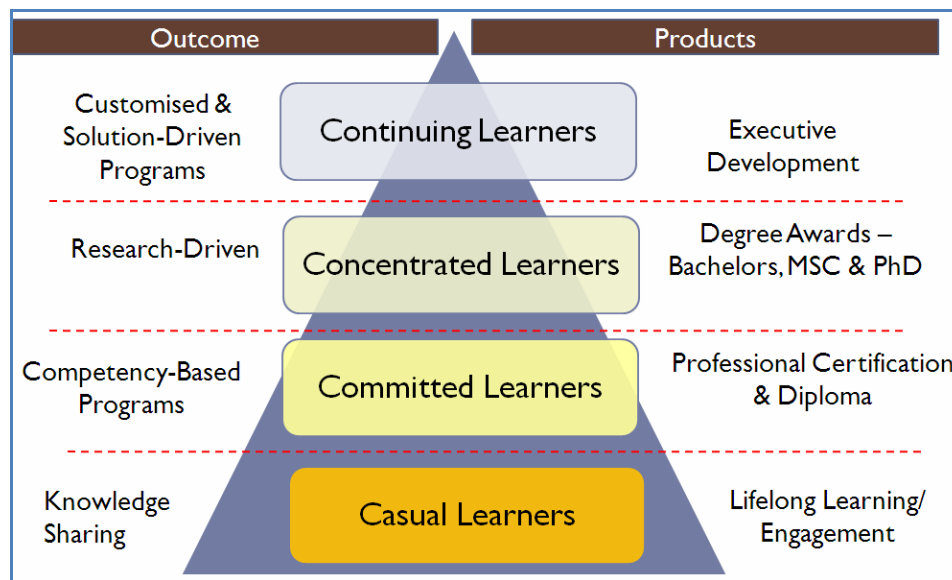 Outcome
Products
Customised &
Solution-Driven
Programs
Continuing Learners
Executive
Development
Research-Driven
Concentrated Learners
Degree Awards –
Bachelors, MSC & PhD
Competency-Based
Programs
Committed Learners
Professional Certification
& Diploma
Knowledge
Sharing
Casual Learners
Lifelong Learning/
Engagement